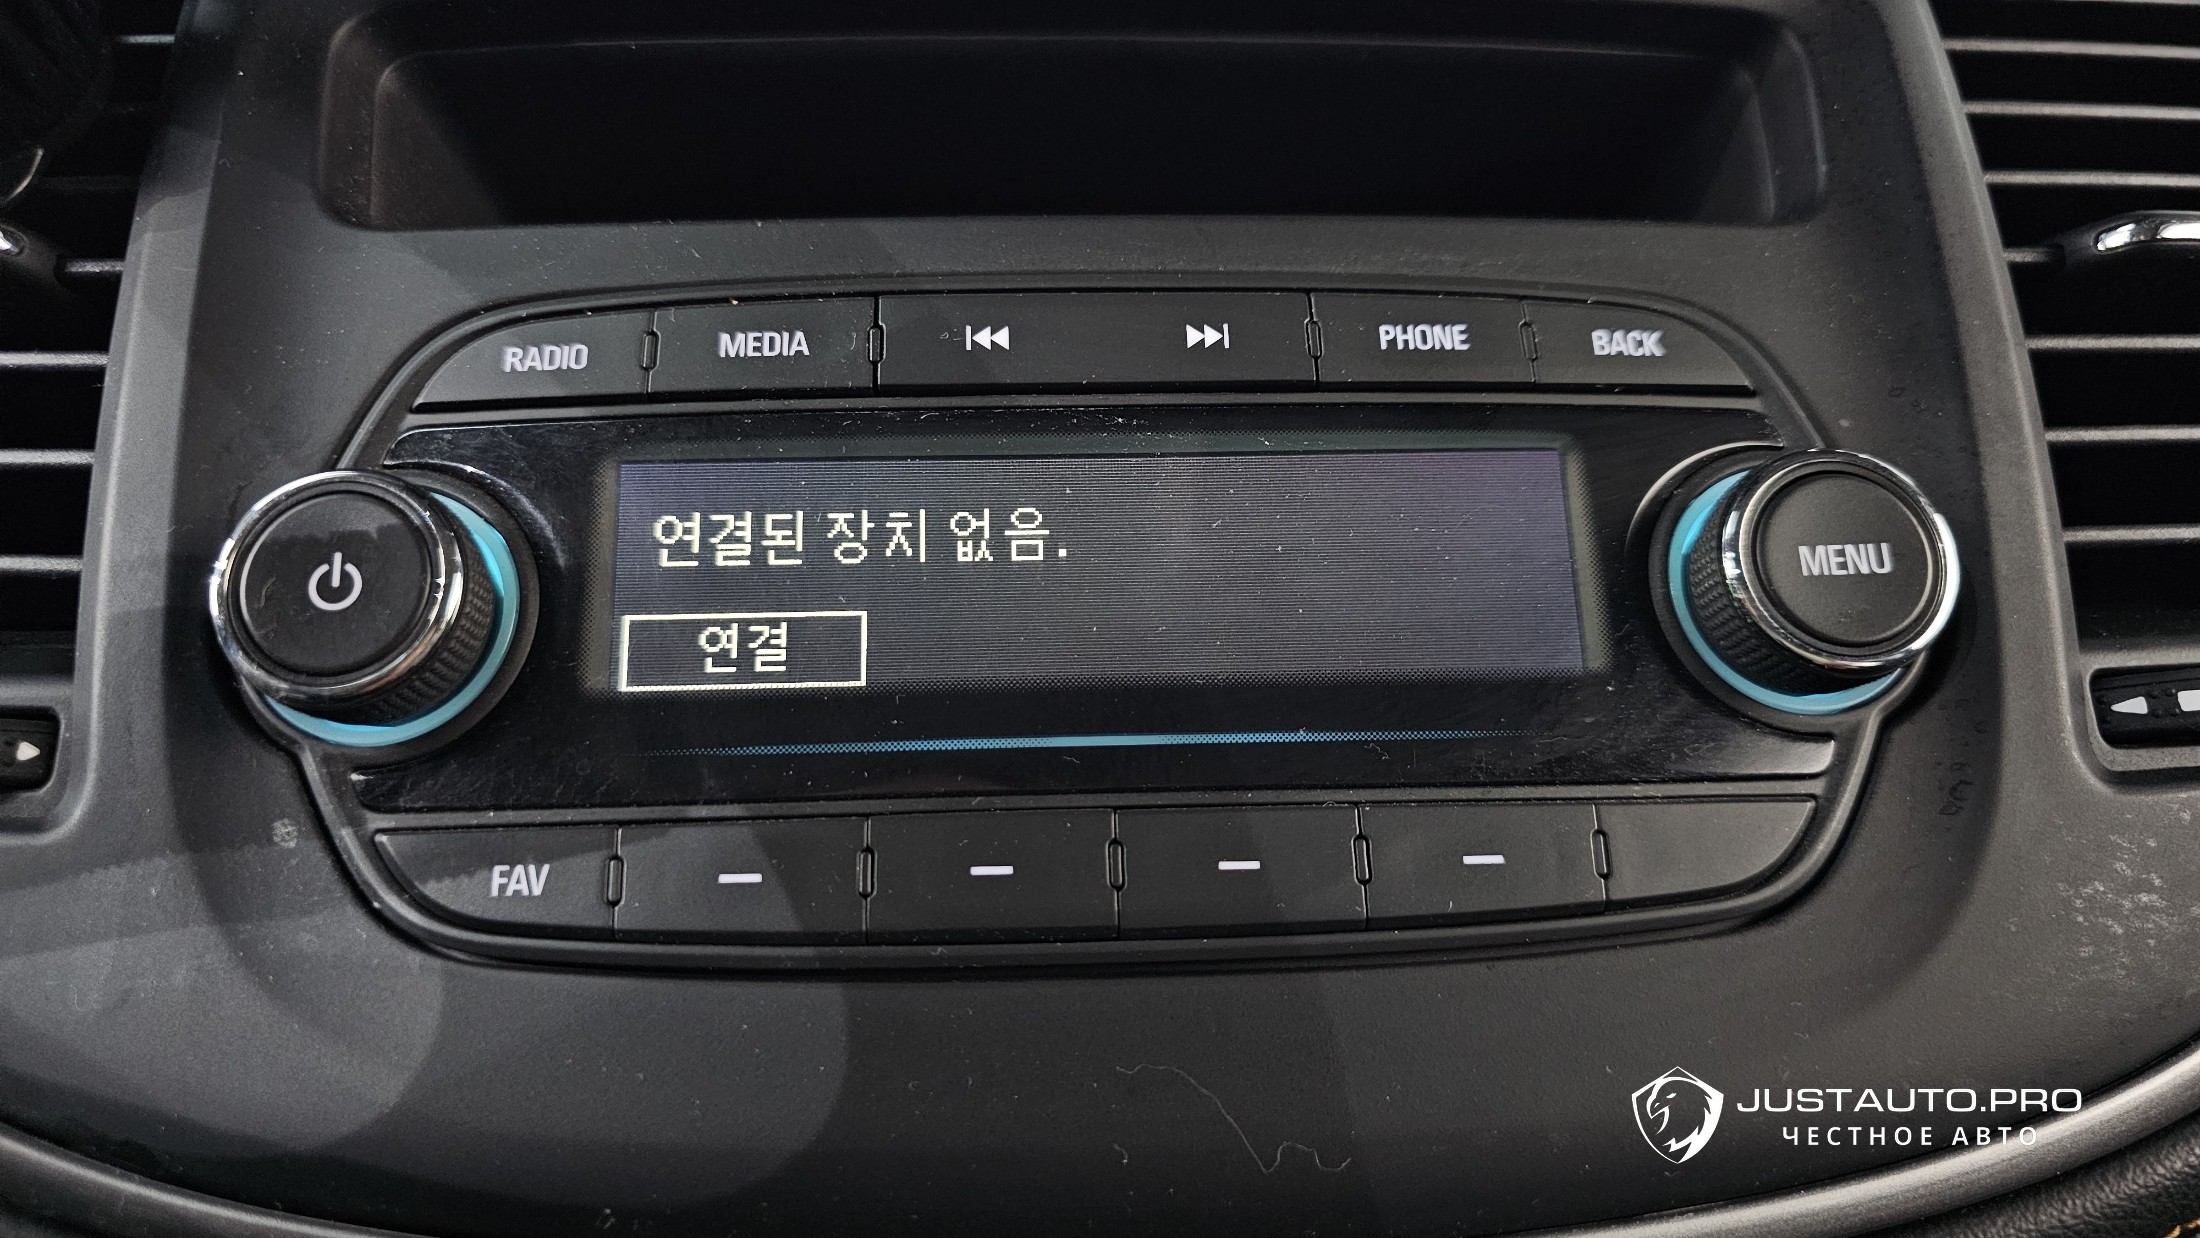 RADIO
MEDIA
PHONE
BACK
연결된 장치 없음.
연결
MENU
FAV
JUSTAUTO.PRO
ЧЕСТНОЕ АВТО